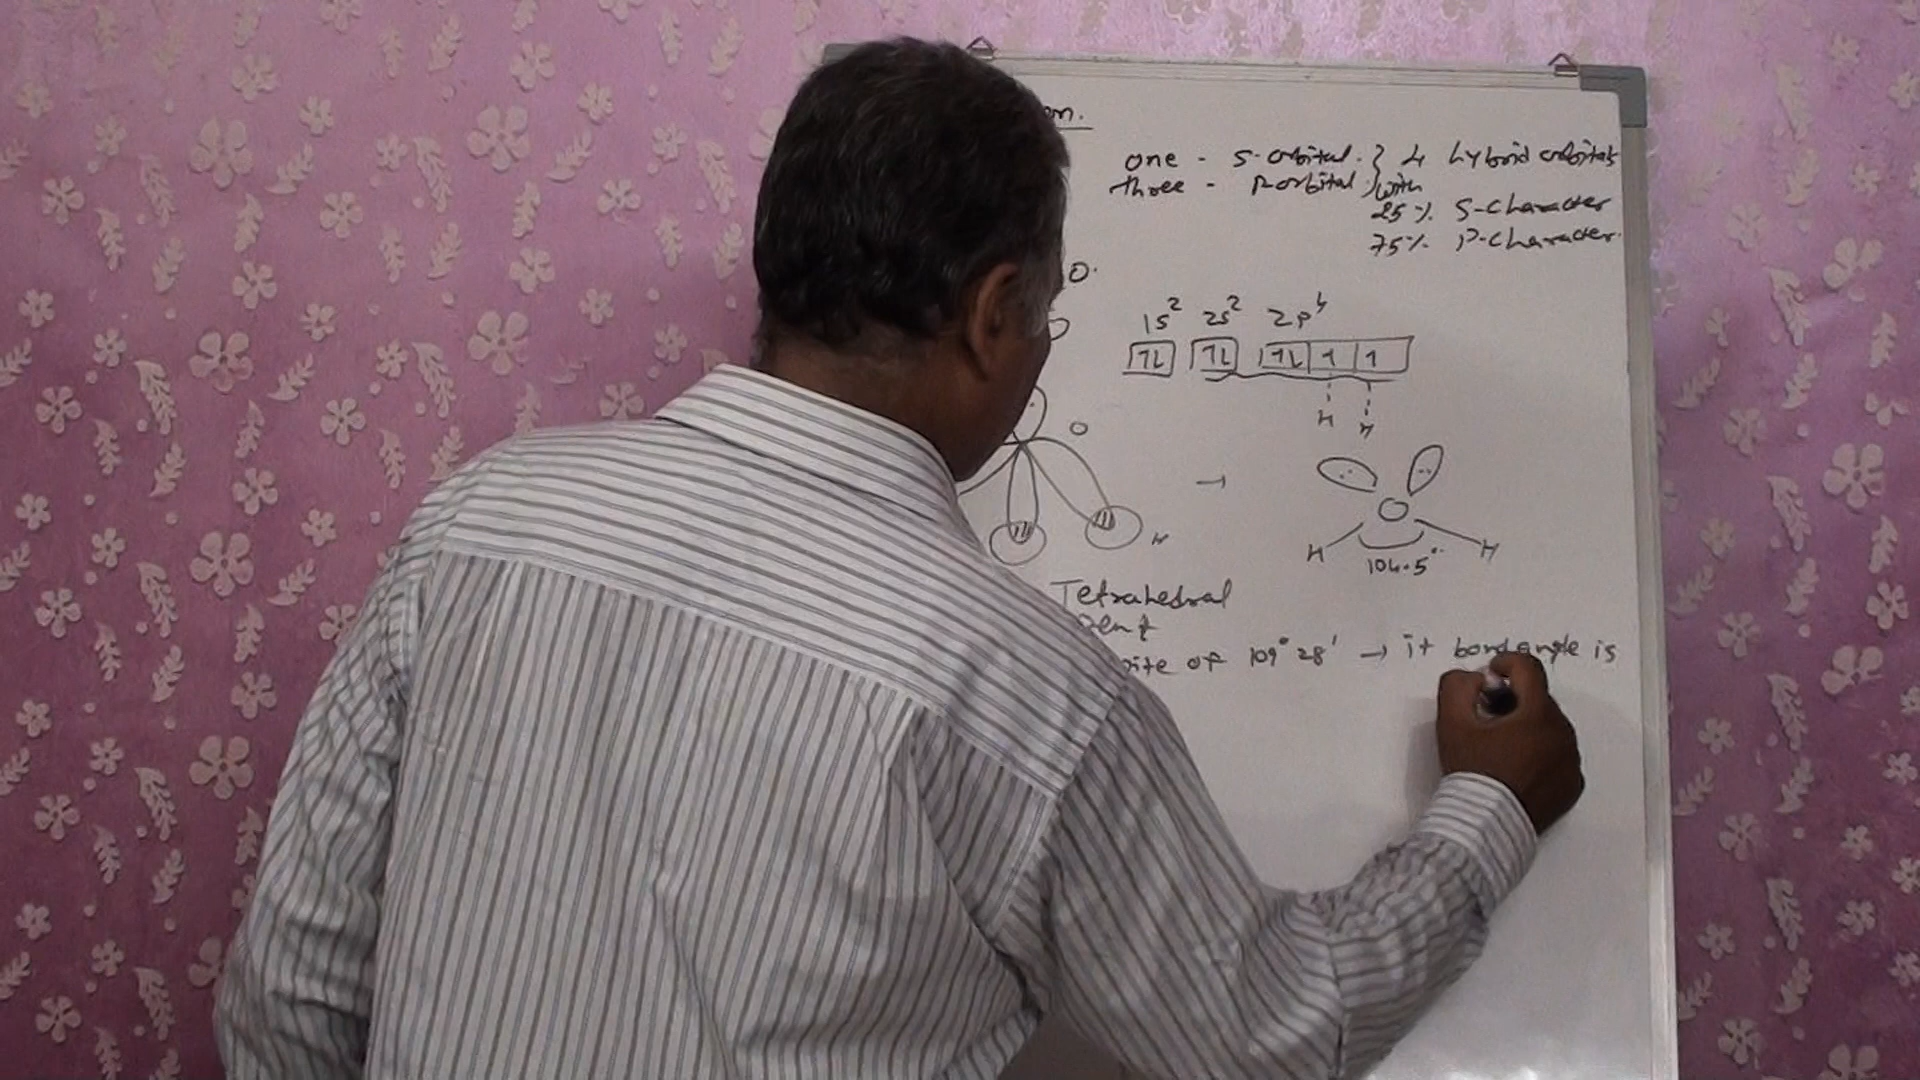 one - s-orbital. } 4 hybrid orbitals
three - p orbital } with
25% s-character
75% p-character.
O.
1s² 2s² 2p⁴
1L 1L 1L 1 1
H H
O
→
O
H
H H
104.5°
Tetrahedral
of 109° 28' → it bond angle is